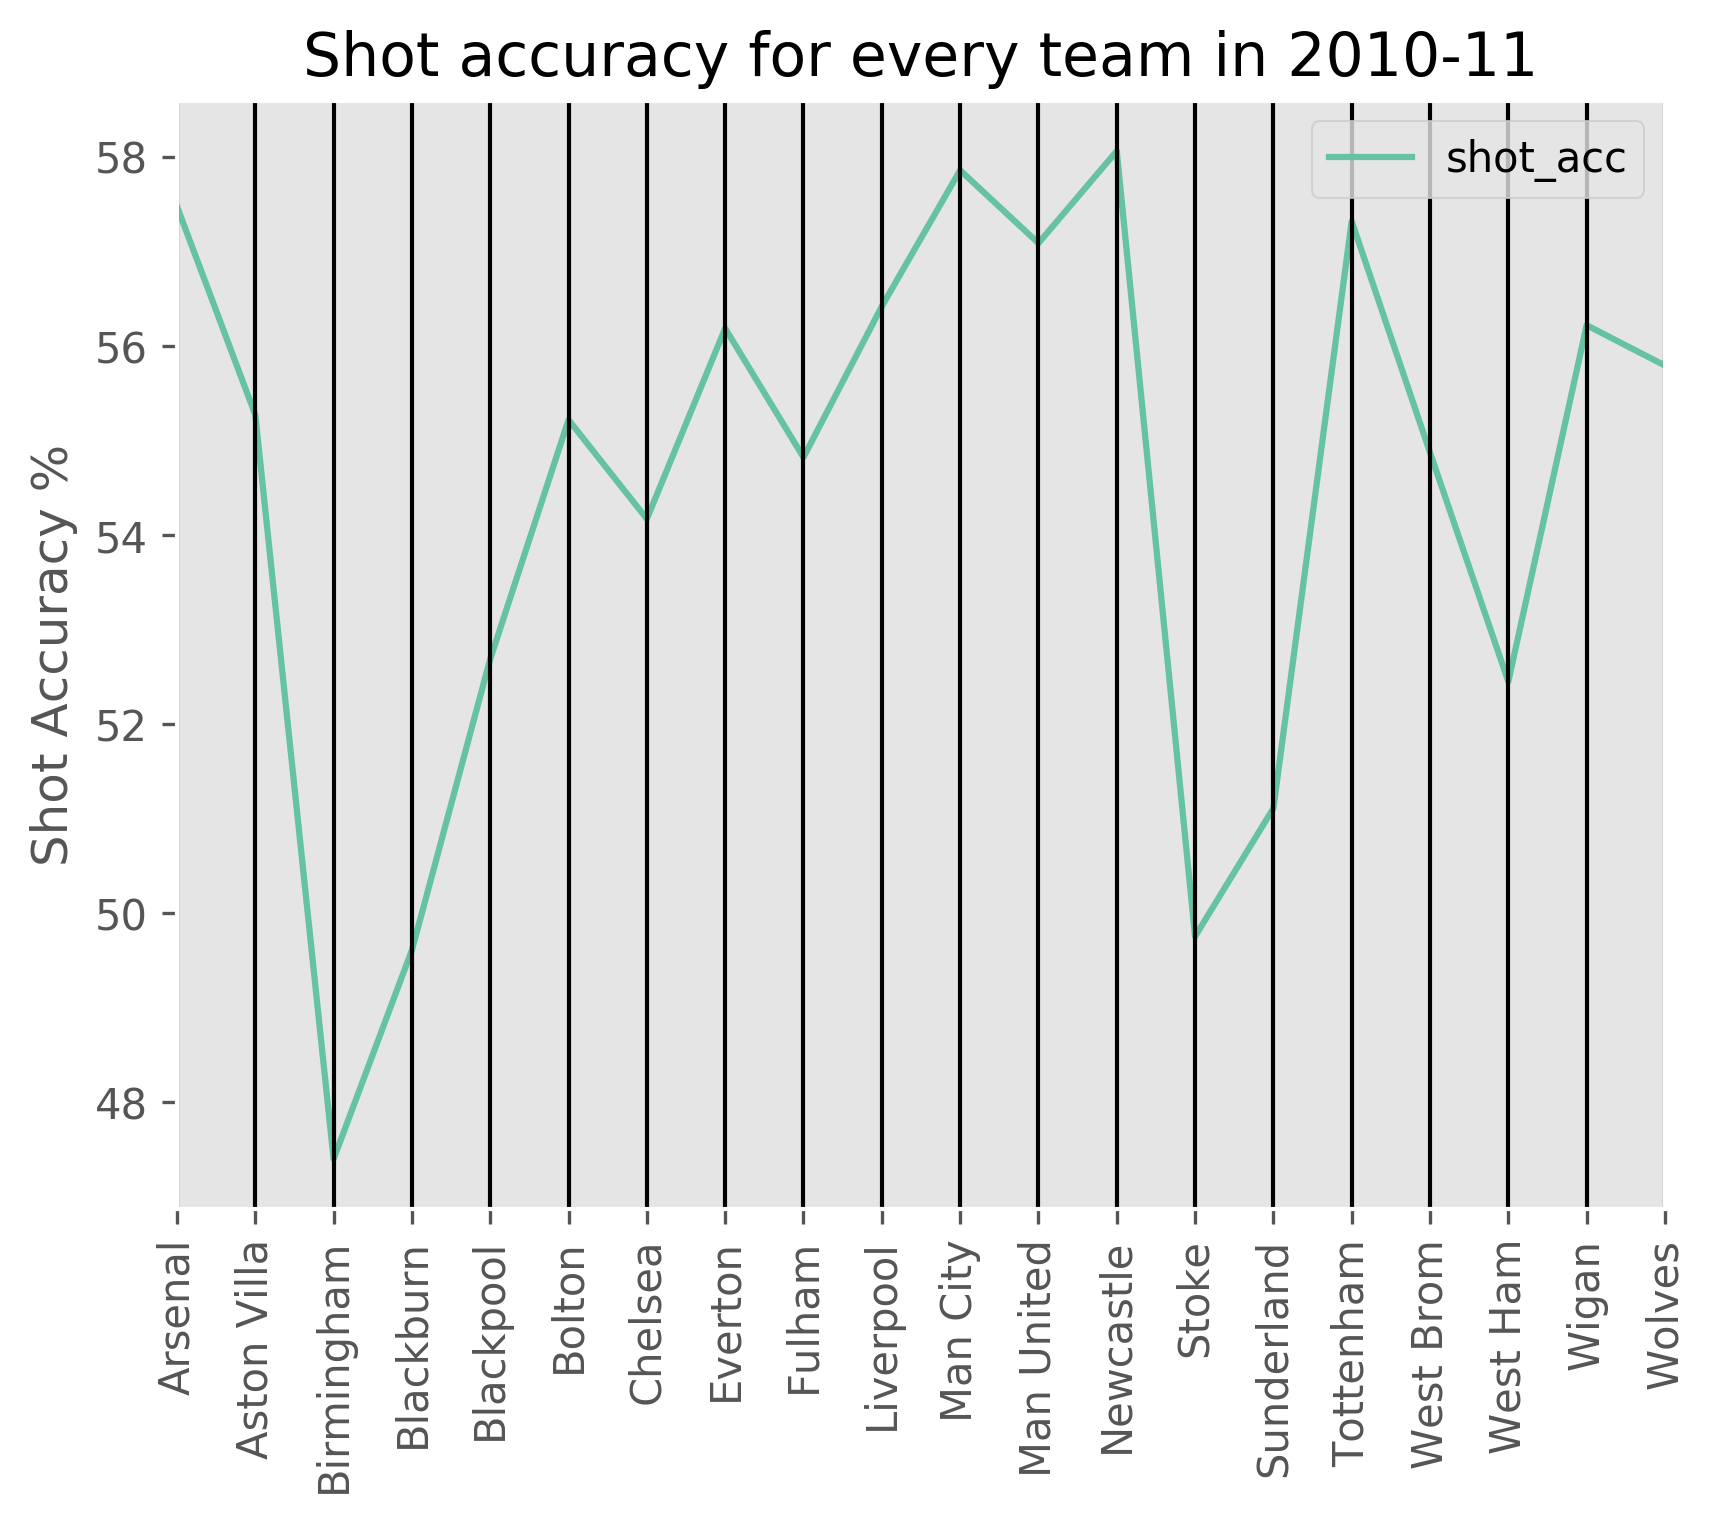 Shot accuracy for every team in 2010-11
shot_acc
Shot Accuracy %
58
56
54
52
50
48
Arsenal
Aston Villa
Birmingham
Blackburn
Blackpool
Bolton
Chelsea
Everton
Fulham
Liverpool
Man City
Man United
Newcastle
Stoke
Sunderland
Tottenham
West Brom
West Ham
Wigan
Wolves